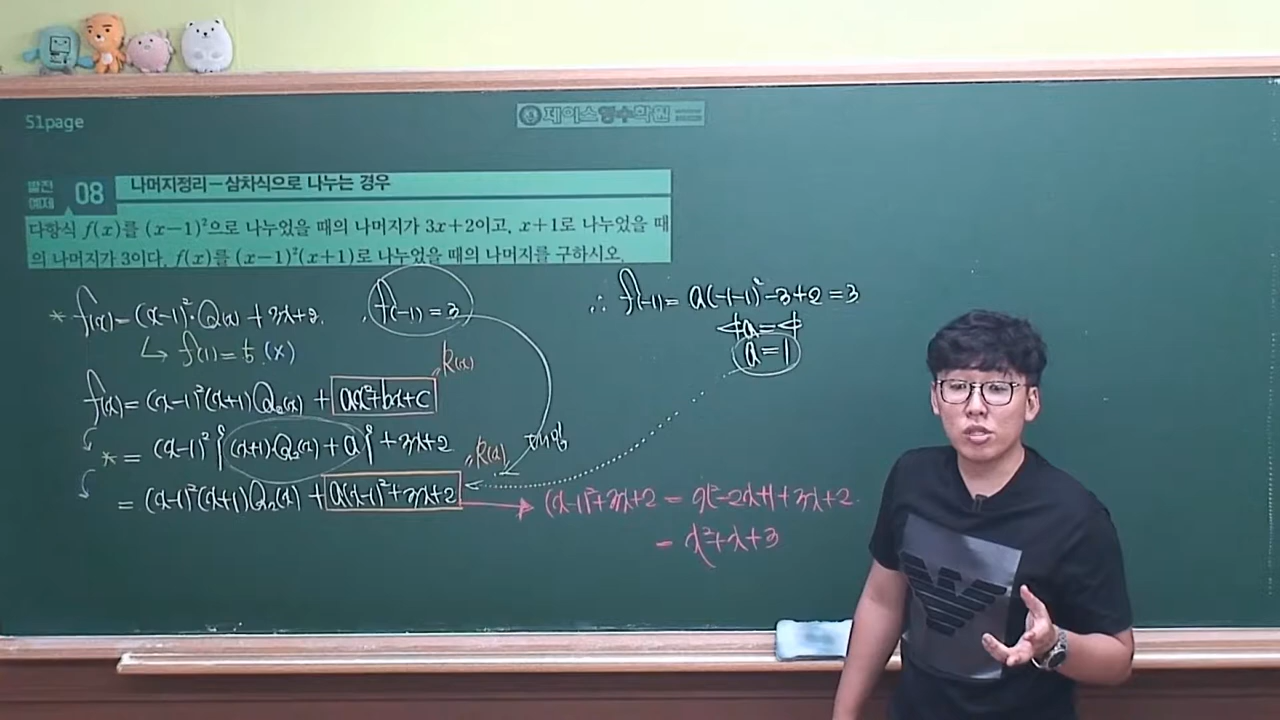 51page
제이스영수학원
발전예제 08 나머지정리-삼차식으로 나누는 경우
다항식 f(x)를 (x-1)²으로 나누었을 때의 나머지가 3x+2이고, x+1로 나누었을 때
의 나머지가 3이다. f(x)를 (x-1)²(x+1)로 나누었을 때의 나머지를 구하시오.
* f(x)=(x-1)²·Q(x)+3x+2. f(-1)=3
↳ f(1)=5 (x)
R(x)
f(x)=(x-1)²(x+1)Q₂(x)+ax²+bx+c
* =(x-1)²{(x+1)Q₂(x)+a}+3x+2
R(x) 대입
=(x-1)²(x+1)Q₂(x)+a(x-1)²+3x+2
∴ f(-1)=a(-1-1)²-3+2=3
4a=4
a=1
(x-1)²+3x+2=x²-2x+1+3x+2
=x²+x+3